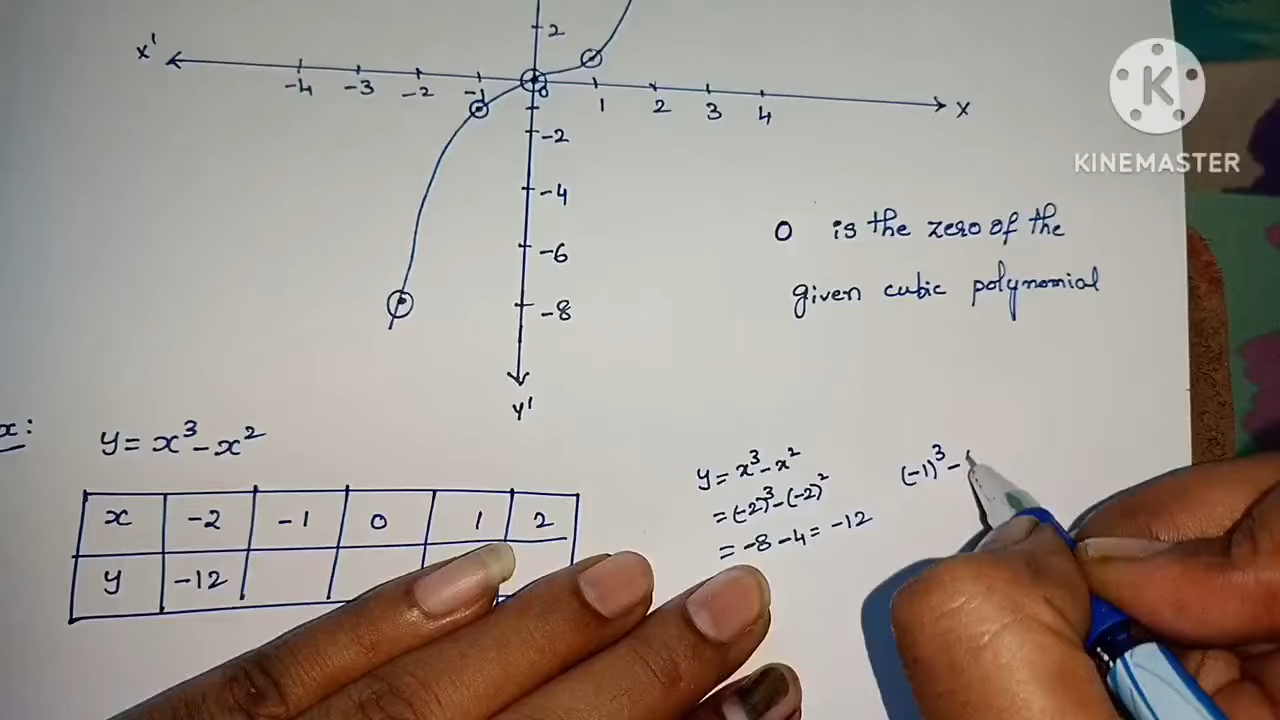 2
x'
-4 -3 -2 -1 0 1 2 3 4 x
-2
-4
-6
-8
y'
K
KINEMASTER
0 is the zero of the
given cubic polynomial
x:
y = x³ - x²
x -2 -1 0 1 2
y -12
y = x³ - x²
= (-2)³ - (-2)²
= -8 - 4 = -12
(-1)³ -